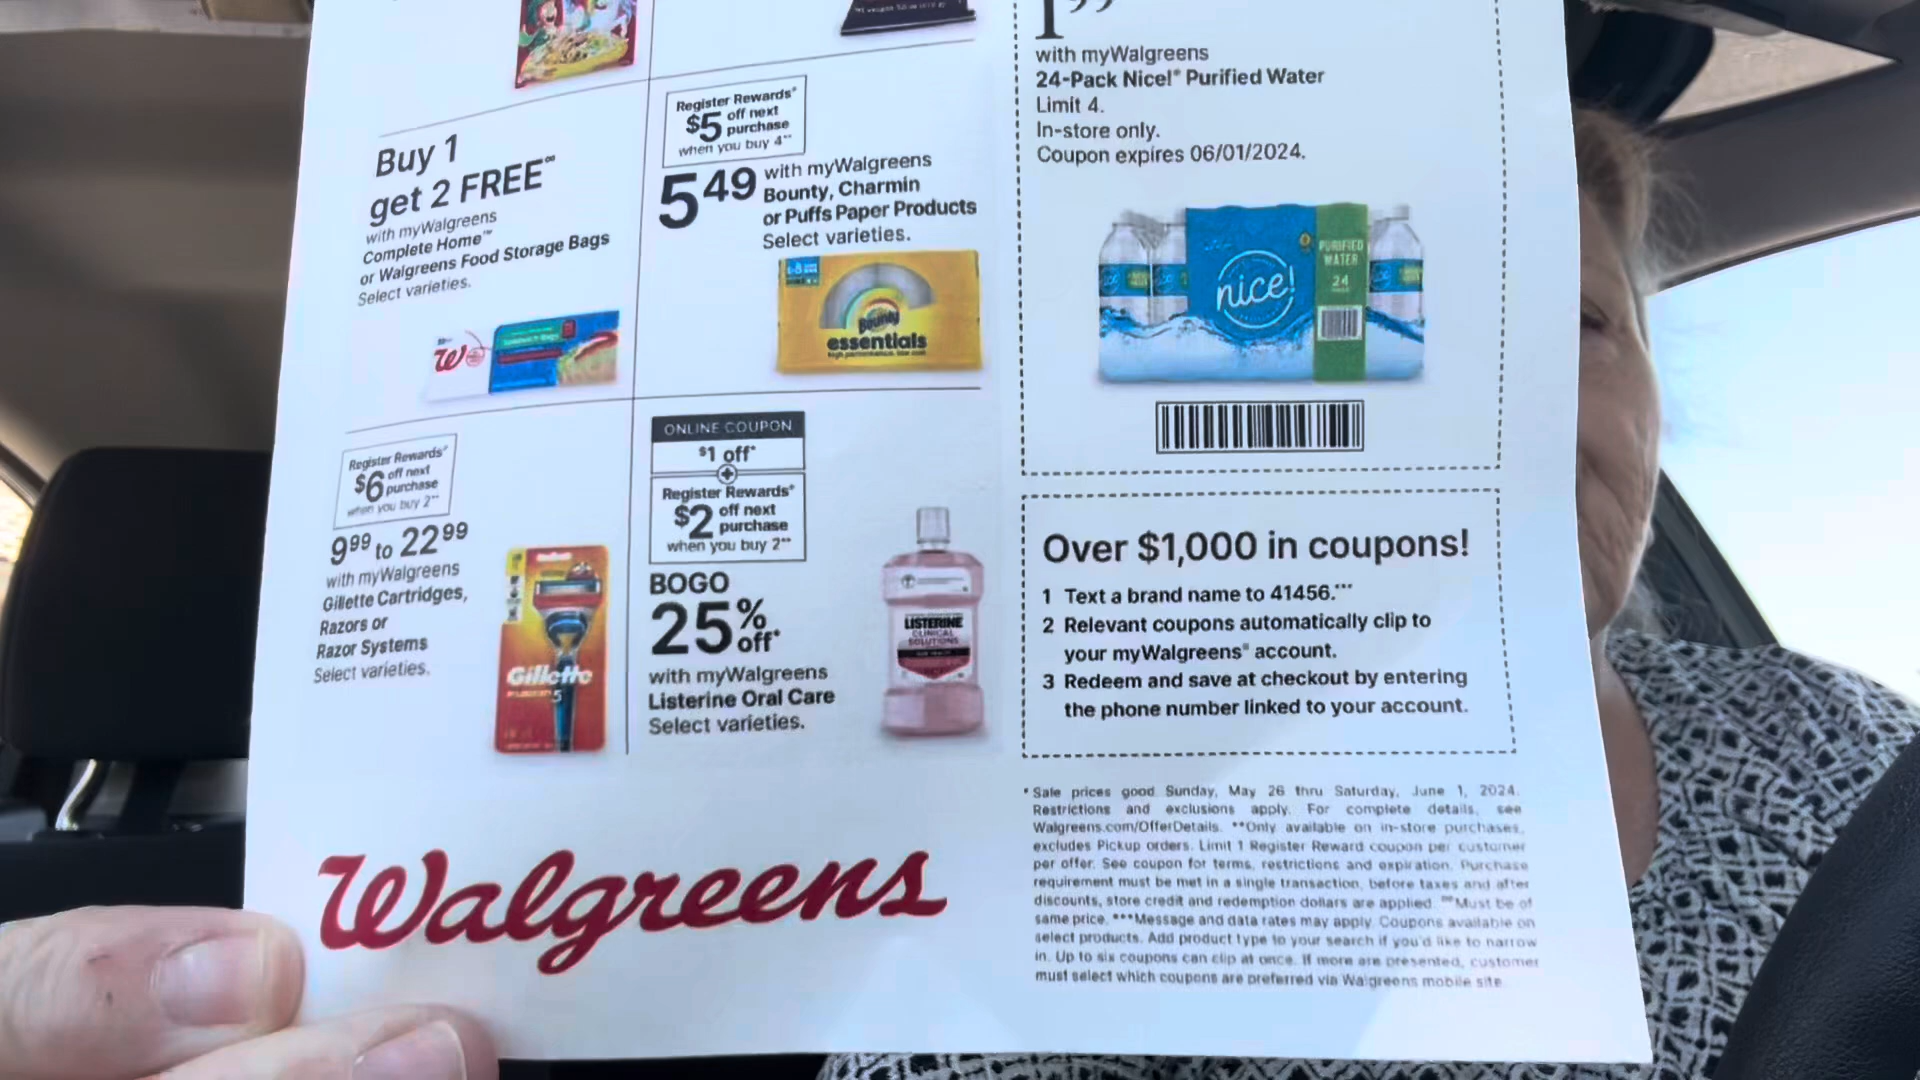 Buy 1
get 2 FREE∞
with myWalgreens
Complete Home™
or Walgreens Food Storage Bags
Select varieties.
Register Rewards®
$6 off next
purchase
when you buy 2**
9⁹⁹ to 22⁹⁹
with myWalgreens
Gillette Cartridges,
Razors or
Razor Systems
Select varieties.
Gillette
5
Register Rewards®
$5 off next
purchase
when you buy 4**
5⁴⁹
with myWalgreens
Bounty, Charmin
or Puffs Paper Products
Select varieties.
Bounty
essentials
ONLINE COUPON
$1 off*
+
Register Rewards®
$2 off next
purchase
when you buy 2**
BOGO
25% off*
with myWalgreens
Listerine Oral Care
Select varieties.
LISTERINE
CLINICAL
SOLUTIONS
1⁹⁹
with myWalgreens
24-Pack Nice!® Purified Water
Limit 4.
In-store only.
Coupon expires 06/01/2024.
nice!
PURIFIED
WATER
24
Over $1,000 in coupons!
1 Text a brand name to 41456.***
2 Relevant coupons automatically clip to
your myWalgreens® account.
3 Redeem and save at checkout by entering
the phone number linked to your account.
*Sale prices good Sunday, May 26 thru Saturday, June 1, 2024.
Restrictions and exclusions apply. For complete details, see
Walgreens.com/OfferDetails. **Only available on in-store purchases,
excludes Pickup orders. Limit 1 Register Reward coupon per customer
per offer. See coupon for terms, restrictions and expiration. Purchase
requirement must be met in a single transaction, before taxes and after
discounts, store credit and redemption dollars are applied. ∞Must be of
same price. ***Message and data rates may apply. Coupons available on
select products. Add product type to your search if you'd like to narrow
in. Up to six coupons can clip at once. If more are presented, customer
must select which coupons are preferred via Walgreens mobile site.
Walgreens